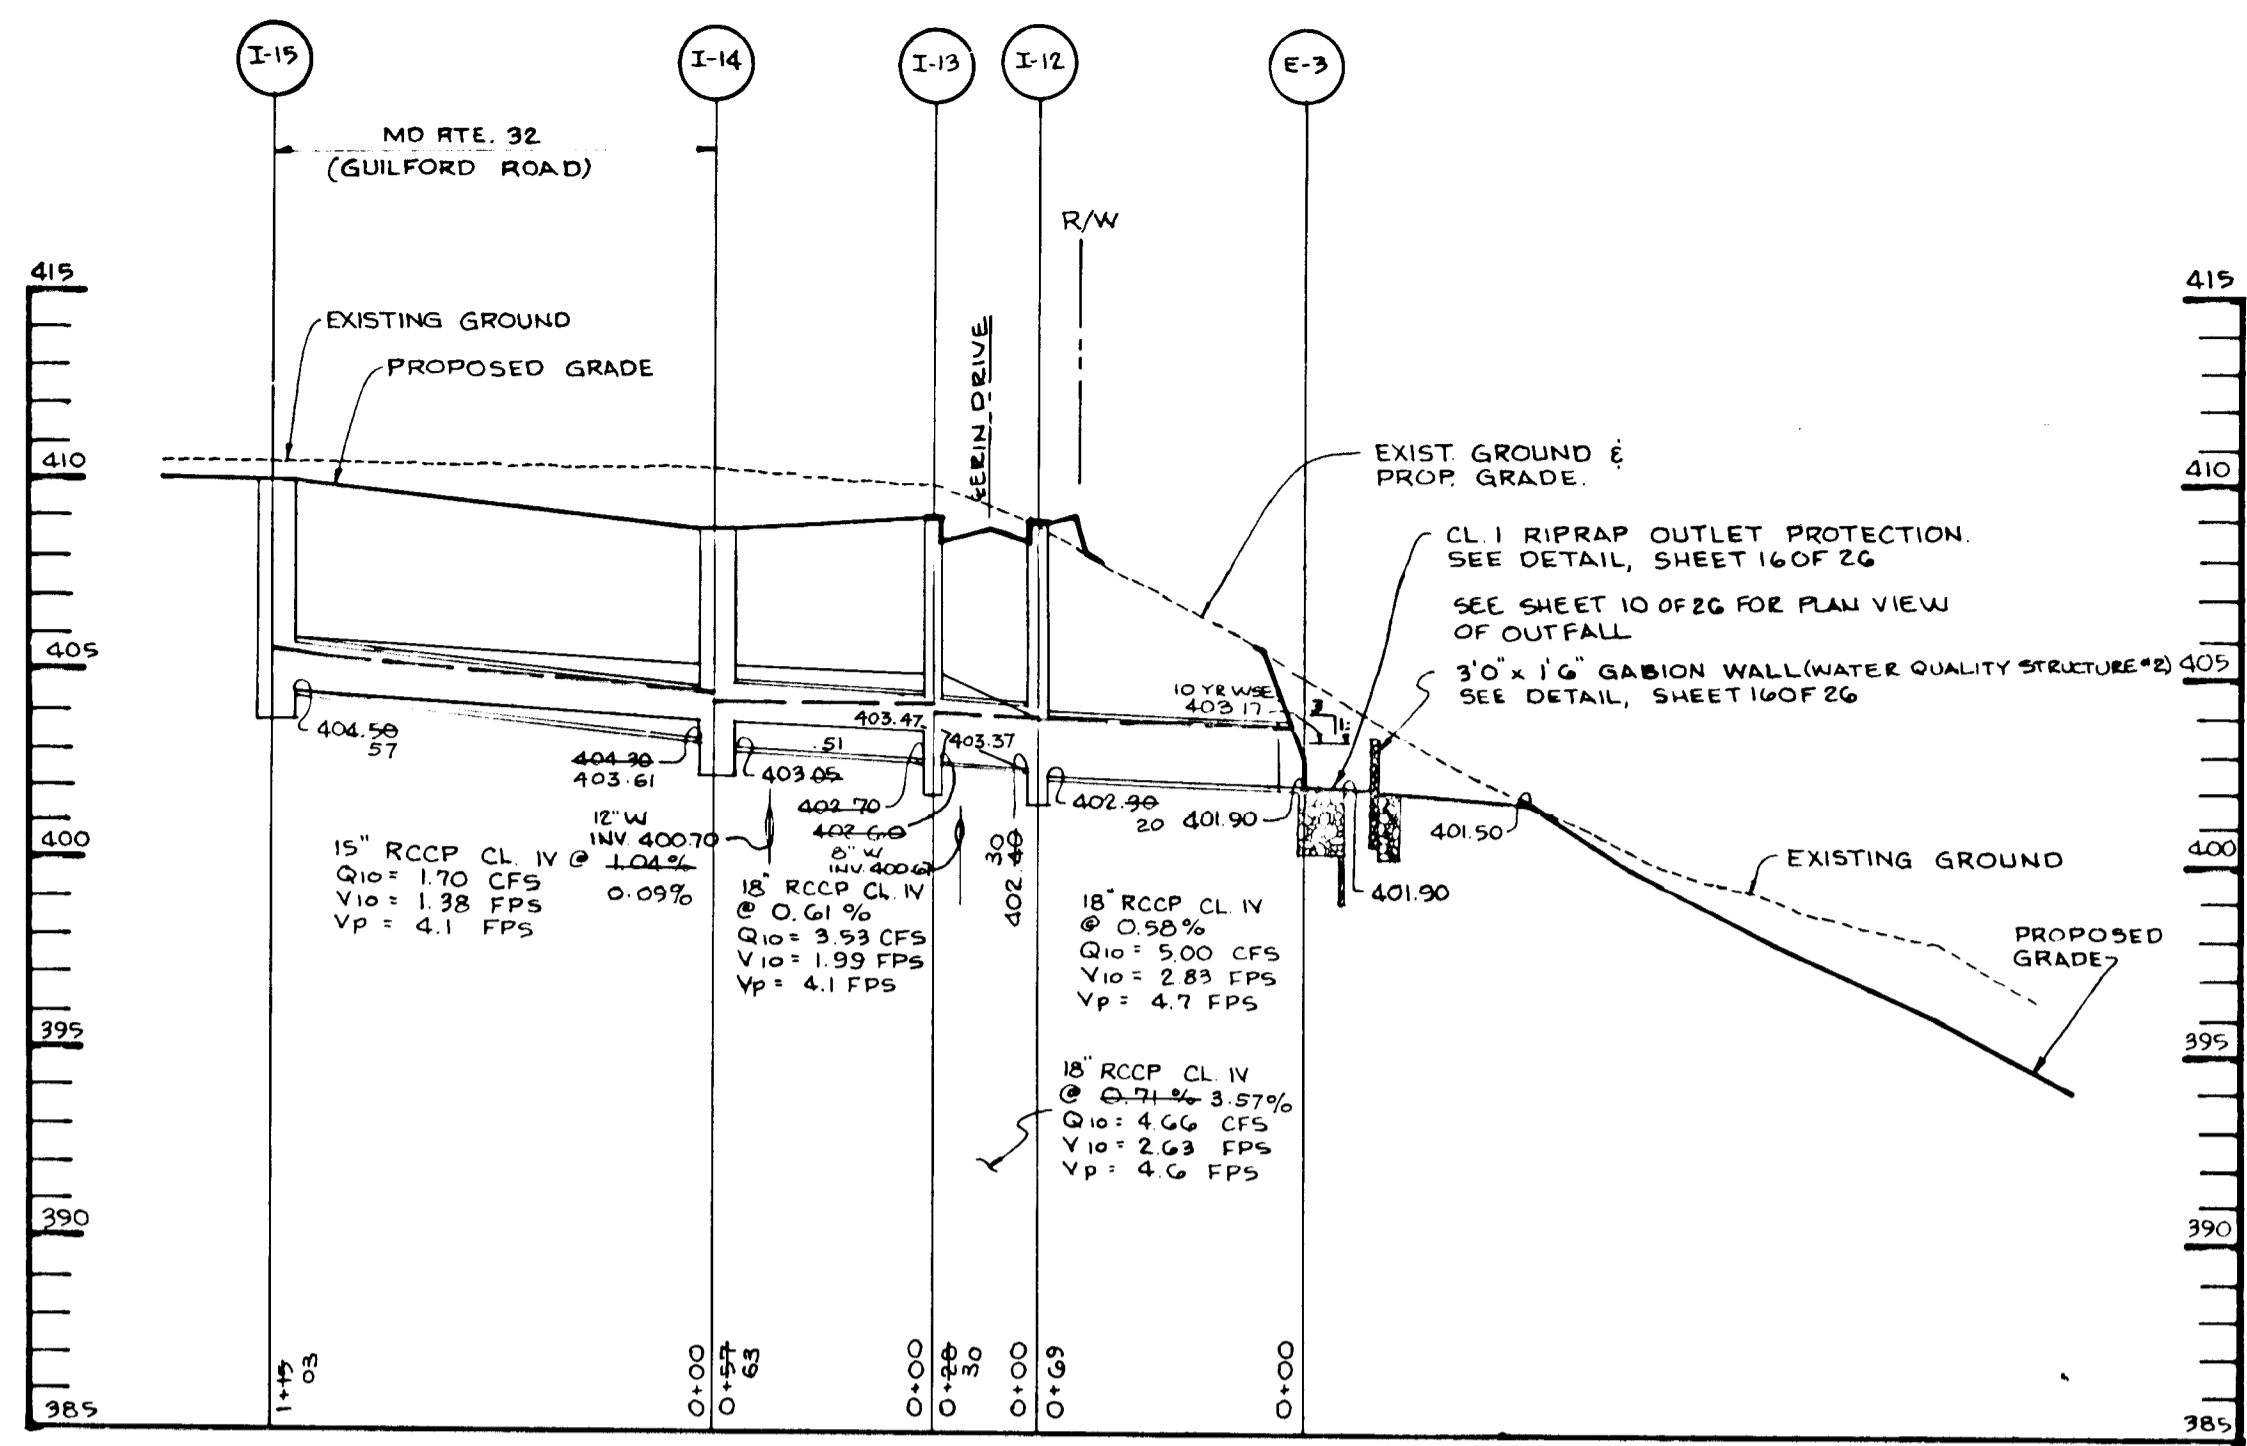 I-15
I-14
I-13
I-12
E-3
MD RTE. 32
(GUILFORD ROAD)
R/W
415
415
EXISTING GROUND
PROPOSED GRADE
℄ ERIN DRIVE
410
410
EXIST. GROUND &
PROP. GRADE.
CL. I RIPRAP OUTLET PROTECTION.
SEE DETAIL, SHEET 16 OF 26
SEE SHEET 10 OF 26 FOR PLAN VIEW
OF OUTFALL
405
3'0" x 1'6" GABION WALL (WATER QUALITY STRUCTURE #2)
SEE DETAIL, SHEET 16 OF 26
405
10 YR WSE
403.17
404.50
57
404.30
403.61
403.47
.51
403.37
403.05
402.70
402.60
402.30
20
401.90
401.50
401.90
30
402.40
12" W
INV. 400.70
8" W
INV. 400.67
400
400
15" RCCP CL. IV @ 1.04%
0.09%
Q10 = 1.70 CFS
V10 = 1.38 FPS
Vp = 4.1 FPS
18" RCCP CL. IV
@ 0.61%
Q10 = 3.53 CFS
V10 = 1.99 FPS
Vp = 4.1 FPS
18" RCCP CL. IV
@ 0.58%
Q10 = 5.00 CFS
V10 = 2.83 FPS
Vp = 4.7 FPS
18" RCCP CL. IV
@ 0.71% 3.57%
Q10 = 4.66 CFS
V10 = 2.63 FPS
Vp = 4.6 FPS
EXISTING GROUND
PROPOSED
GRADE
395
395
390
390
385
385
1+15
03
0+00
0+57
63
0+00
0+28
30
0+00
0+69
0+00